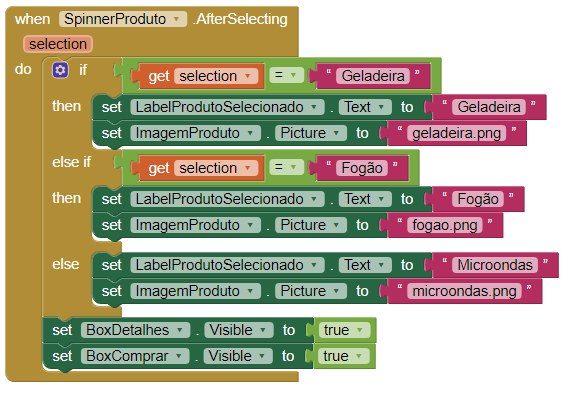 when SpinnerProduto .AfterSelecting
selection
do if get selection = " Geladeira "
then set LabelProdutoSelecionado . Text to " Geladeira "
set ImagemProduto . Picture to " geladeira.png "
else if get selection = " Fogão "
then set LabelProdutoSelecionado . Text to " Fogão "
set ImagemProduto . Picture to " fogao.png "
else set LabelProdutoSelecionado . Text to " Microondas "
set ImagemProduto . Picture to " microondas.png "
set BoxDetalhes . Visible to true
set BoxComprar . Visible to true